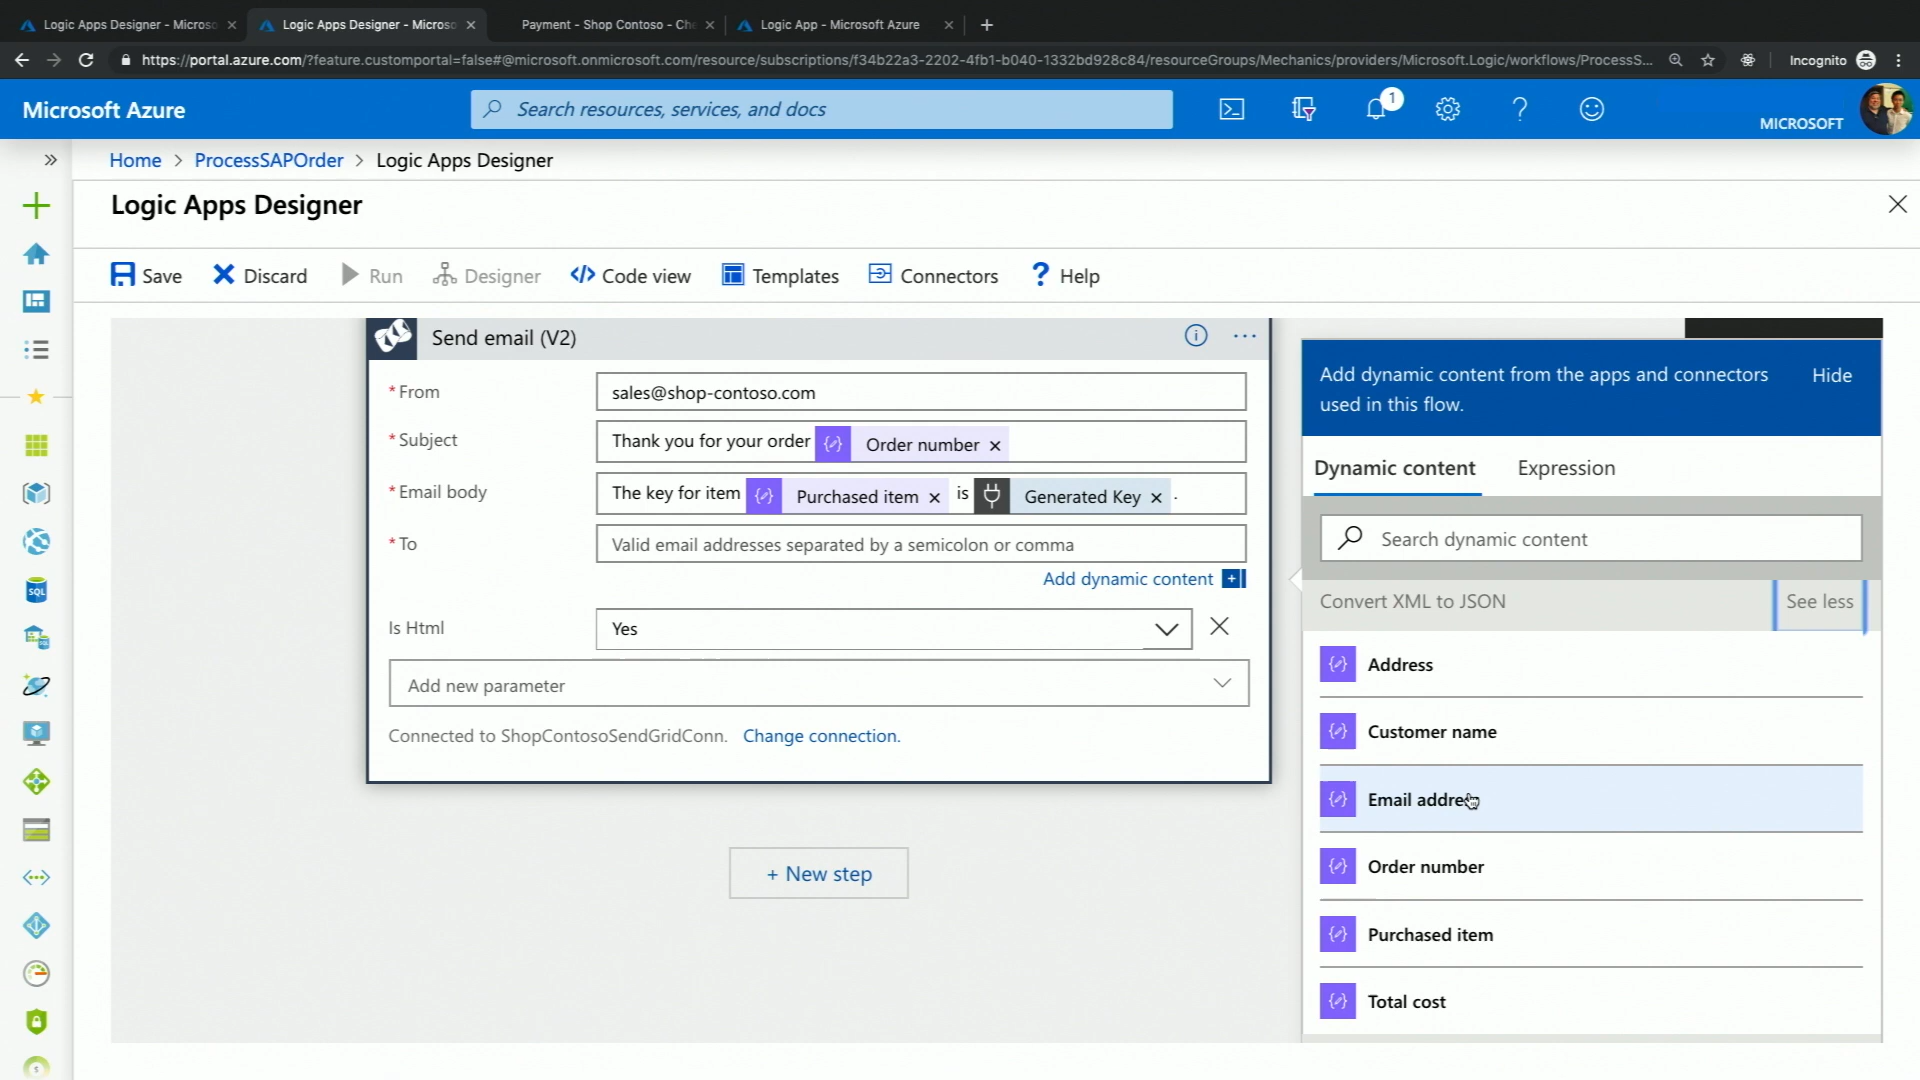 Logic Apps Designer - Microso
Logic Apps Designer - Microso
Payment - Shop Contoso - Che
Logic App - Microsoft Azure
https://portal.azure.com/?feature.customportal=false#@microsoft.onmicrosoft.com/resource/subscriptions/f34b22a3-2202-4fb1-b040-1332bd928c84/resourceGroups/Mechanics/providers/Microsoft.Logic/workflows/ProcessS...
Incognito
Microsoft Azure
Search resources, services, and docs
1
MICROSOFT
Home > ProcessSAPOrder > Logic Apps Designer
Logic Apps Designer
Save
Discard
Run
Designer
Code view
Templates
Connectors
Help
Send email (V2)
* From
sales@shop-contoso.com
* Subject
Thank you for your order Order number
* Email body
The key for item Purchased item is Generated Key .
* To
Valid email addresses separated by a semicolon or comma
Add dynamic content
Is Html
Yes
Add new parameter
Connected to ShopContosoSendGridConn. Change connection.
+ New step
Add dynamic content from the apps and connectors
used in this flow.
Hide
Dynamic content
Expression
Search dynamic content
Convert XML to JSON
See less
Address
Customer name
Email address
Order number
Purchased item
Total cost
SQL